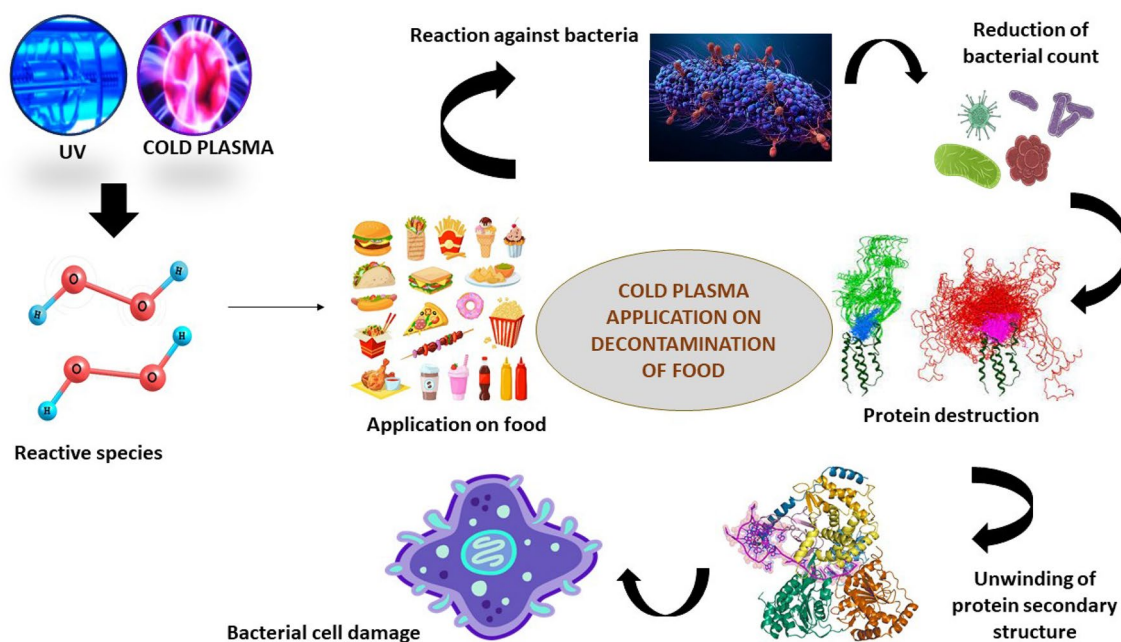 UV
COLD PLASMA
Reaction against bacteria
Reduction of
bacterial count
H
O
O
H
H
O
O
H
Reactive species
Application on food
COLD PLASMA
APPLICATION ON
DECONTAMINATION
OF FOOD
Protein destruction
Unwinding of
protein secondary
structure
Bacterial cell damage